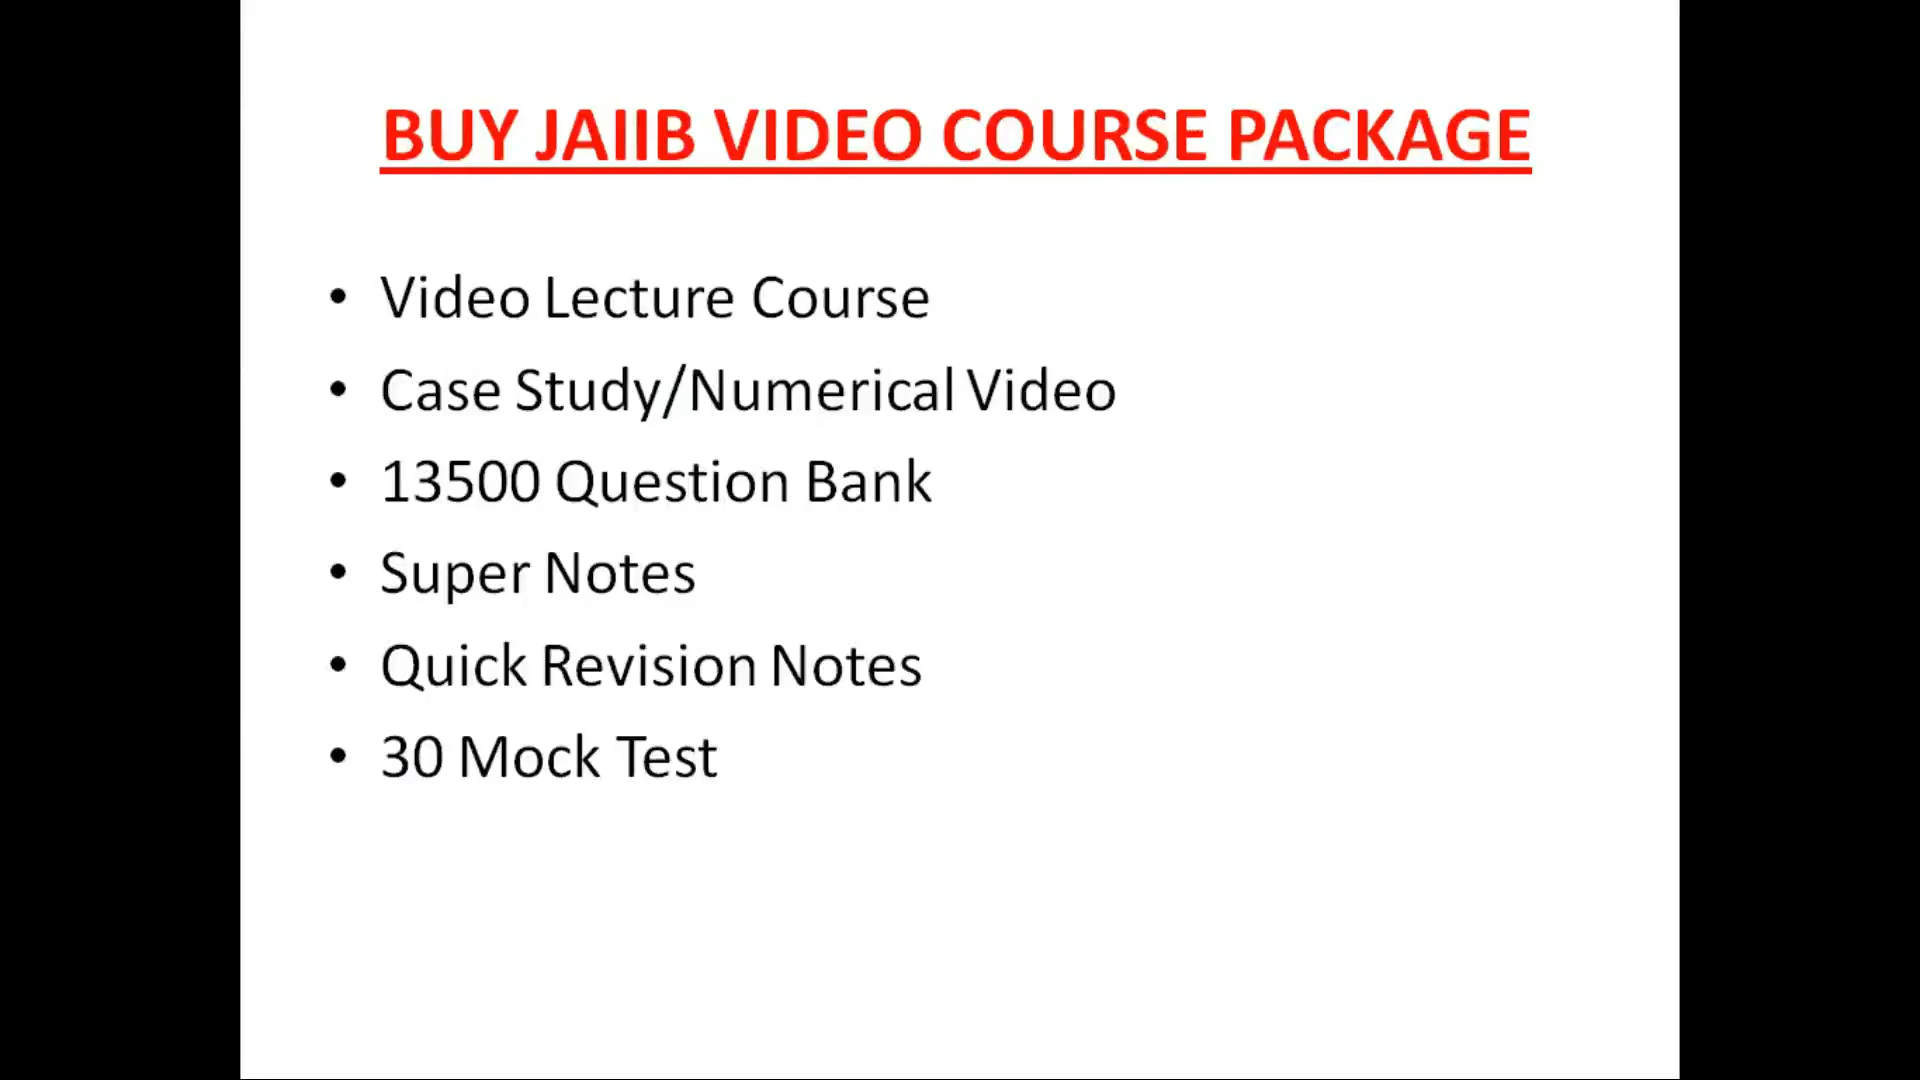 BUY JAIIB VIDEO COURSE PACKAGE
• Video Lecture Course
• Case Study/Numerical Video
• 13500 Question Bank
• Super Notes
• Quick Revision Notes
• 30 Mock Test